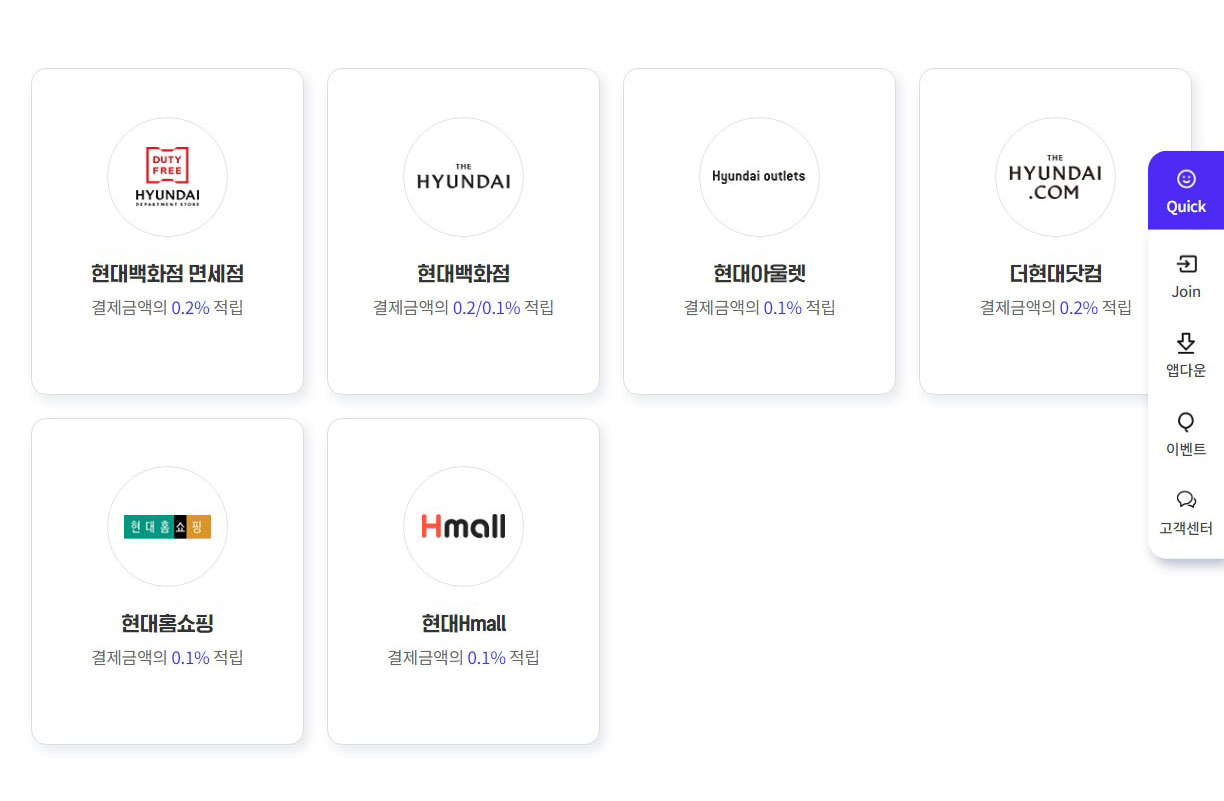 DUTY
FREE
HYUNDAI
DEPARTMENT STORE
현대백화점 면세점
결제금액의 0.2% 적립
THE
HYUNDAI
현대백화점
결제금액의 0.2/0.1% 적립
Hyundai outlets
현대아울렛
결제금액의 0.1% 적립
THE
HYUNDAI
.COM
더현대닷컴
결제금액의 0.2% 적립
현대홈쇼핑
현대홈쇼핑
결제금액의 0.1% 적립
Hmall
현대Hmall
결제금액의 0.1% 적립
Quick
Join
앱다운
이벤트
고객센터